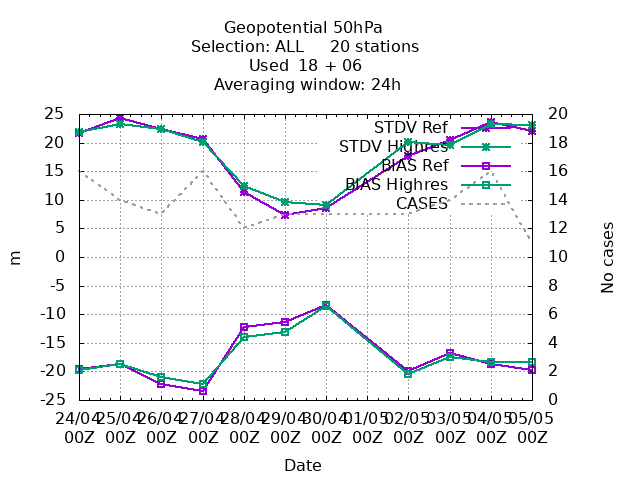 Geopotential 50hPa
Selection: ALL 20 stations
Used 18 + 06
Averaging window: 24h
25
20
15
10
5
0
-5
-10
-15
-20
-25
m
20
18
16
14
12
10
8
6
4
2
0
No cases
STDV Ref
STDV Highres
BIAS Ref
BIAS Highres
CASES
24/04 25/04 26/04 27/04 28/04 29/04 30/04 01/05 02/05 03/05 04/05 05/05
00Z 00Z 00Z 00Z 00Z 00Z 00Z 00Z 00Z 00Z 00Z 00Z
Date